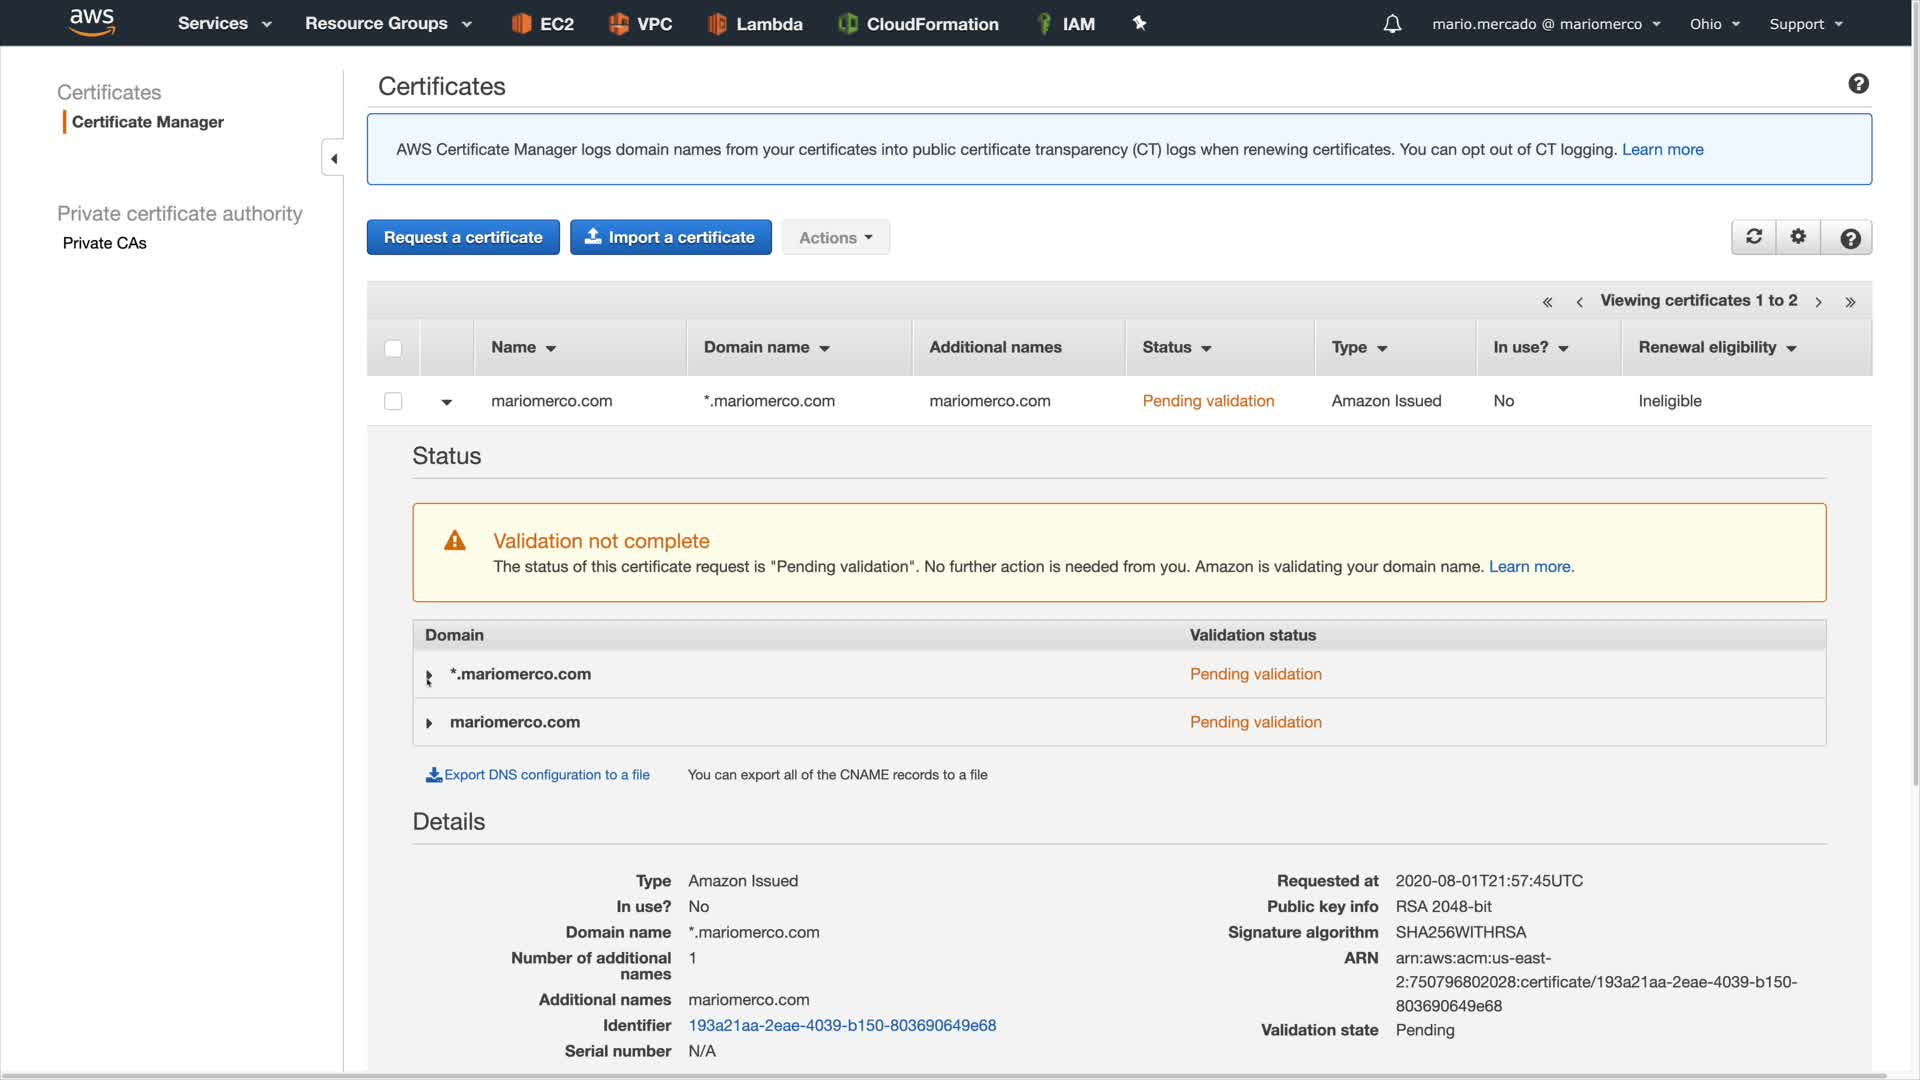 aws Services Resource Groups EC2 VPC Lambda CloudFormation IAM mario.mercado @ mariomerco Ohio Support
Certificates
Certificate Manager
Private certificate authority
Private CAs
Certificates
AWS Certificate Manager logs domain names from your certificates into public certificate transparency (CT) logs when renewing certificates. You can opt out of CT logging. Learn more
Request a certificate Import a certificate Actions
« ‹ Viewing certificates 1 to 2 › »
Name Domain name Additional names Status Type In use? Renewal eligibility
mariomerco.com *.mariomerco.com mariomerco.com Pending validation Amazon Issued No Ineligible
Status
Validation not complete
The status of this certificate request is "Pending validation". No further action is needed from you. Amazon is validating your domain name. Learn more.
Domain Validation status
*.mariomerco.com Pending validation
mariomerco.com Pending validation
Export DNS configuration to a file You can export all of the CNAME records to a file
Details
Type Amazon Issued
In use? No
Domain name *.mariomerco.com
Number of additional names 1
Additional names mariomerco.com
Identifier 193a21aa-2eae-4039-b150-803690649e68
Serial number N/A
Requested at 2020-08-01T21:57:45UTC
Public key info RSA 2048-bit
Signature algorithm SHA256WITHRSA
ARN arn:aws:acm:us-east-
2:750796802028:certificate/193a21aa-2eae-4039-b150-
803690649e68
Validation state Pending